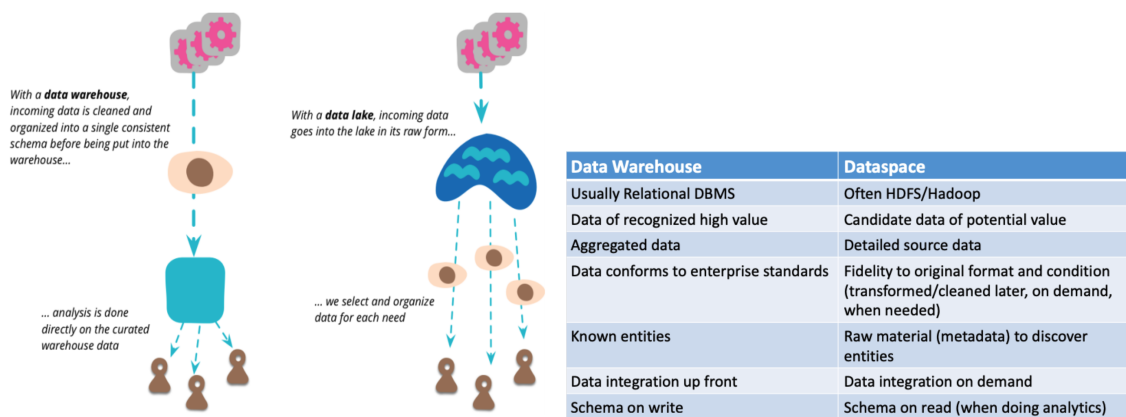 With a data warehouse,
incoming data is cleaned and
organized into a single consistent
schema before being put into the
warehouse...
... analysis is done
directly on the curated
warehouse data
With a data lake, incoming data
goes into the lake in its raw form...
... we select and organize
data for each need
Data Warehouse Dataspace
Usually Relational DBMS Often HDFS/Hadoop
Data of recognized high value Candidate data of potential value
Aggregated data Detailed source data
Data conforms to enterprise standards Fidelity to original format and condition
(transformed/cleaned later, on demand,
when needed)
Known entities Raw material (metadata) to discover
entities
Data integration up front Data integration on demand
Schema on write Schema on read (when doing analytics)